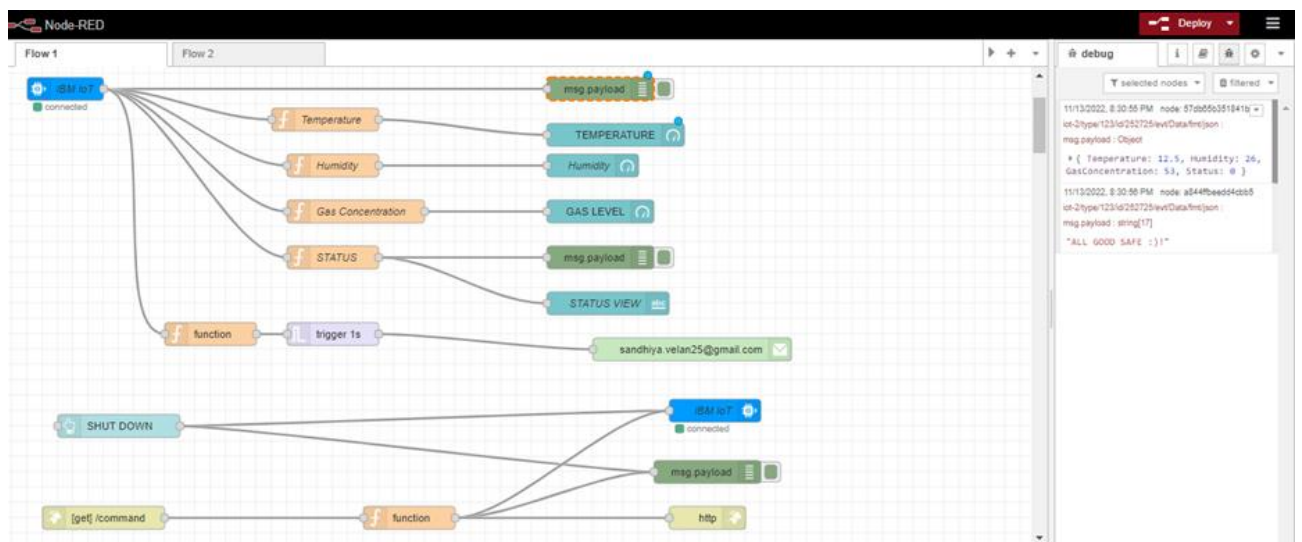 Node-RED
Deploy
Flow 1
Flow 2
debug
i
selected nodes
filtered
IBM IoT
connected
msg.payload
Temperature
TEMPERATURE
Humidity
Humidity
Gas Concentration
GAS LEVEL
STATUS
msg.payload
STATUS VIEW
abc
function
trigger 1s
sandhiya.velan25@gmail.com
SHUT DOWN
IBM IoT
connected
msg.payload
[get] /command
function
http
11/13/2022, 8:30:55 PM node: 57db55b351841b
iot-2/type/123/id/252725/evt/Data/fmt/json :
msg.payload : Object
{ Temperature: 12.5, Humidity: 26,
GasConcentration: 53, Status: 0 }
11/13/2022, 8:30:56 PM node: a844ffbeedd4cbb5
iot-2/type/123/id/252725/evt/Data/fmt/json :
msg.payload : string[17]
"ALL GOOD SAFE :)!"